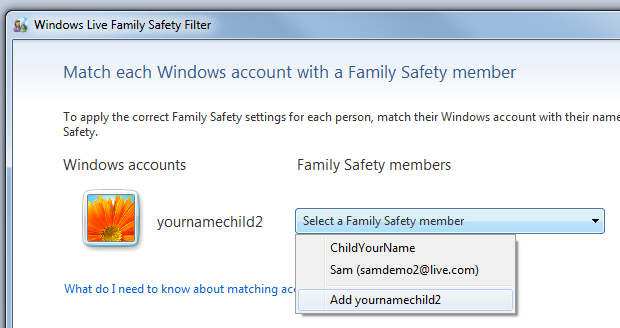 Windows Live Family Safety Filter
Match each Windows account with a Family Safety member
To apply the correct Family Safety settings for each person, match their Windows account with their name
Safety.
Windows accounts Family Safety members
yournamechild2 Select a Family Safety member
ChildYourName
Sam (samdemo2@live.com)
What do I need to know about matching
Add yournamechild2